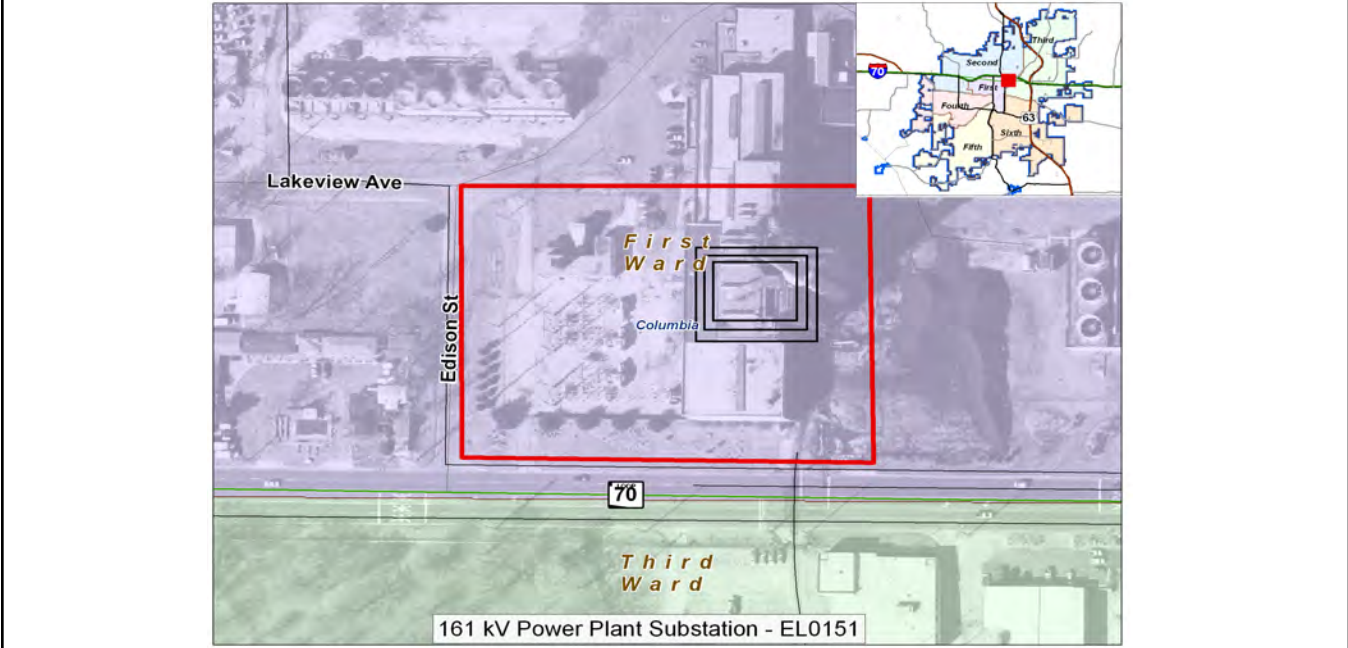 Third
Second
70
First
Fourth
63
Sixth
Fifth
Lakeview Ave
First
Ward
Columbia
Edison St
70
Third
Ward
161 kV Power Plant Substation - EL0151